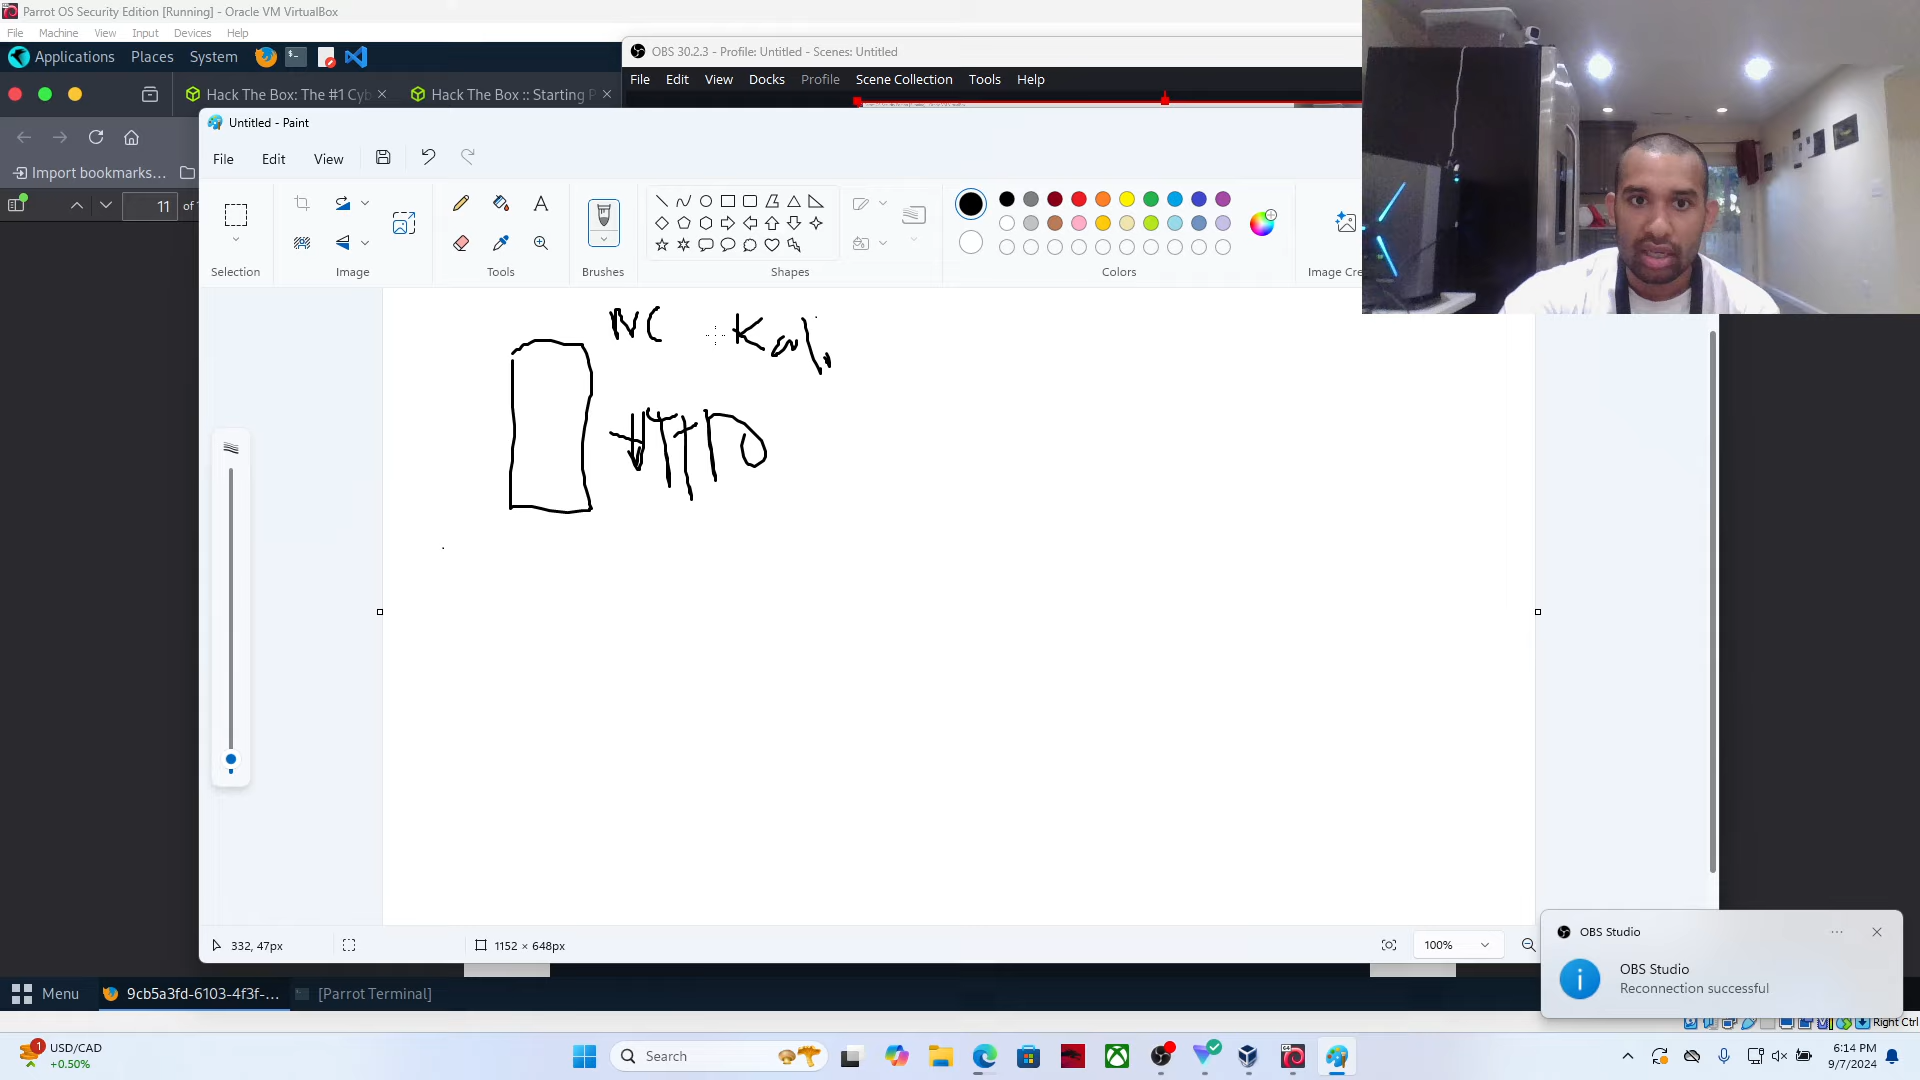 Parrot OS Security Edition [Running] - Oracle VM VirtualBox
File Machine View Input Devices Help
Applications Places System
OBS 30.2.3 - Profile: Untitled - Scenes: Untitled
File Edit View Docks Profile Scene Collection Tools Help
Hack The Box: The #1 Cyb
Hack The Box :: Starting P
Untitled - Paint
File Edit View
Import bookmarks...
11 of
Selection Image Tools Brushes Shapes Colors Image Cre
NC Kali
332, 47px
1152 × 648px
100%
OBS Studio
OBS Studio
Reconnection successful
Menu 9cb5a3fd-6103-4f3f-... [Parrot Terminal]
Right Ctrl
1
USD/CAD
+0.50%
Search
6:14 PM
9/7/2024